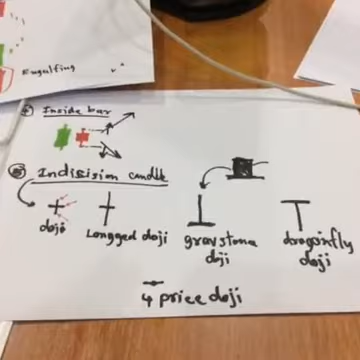 Engulfing
Inside bar
Indisision candle
doji
Longged doji
gravstone doji
dragonfly doji
4 price doji